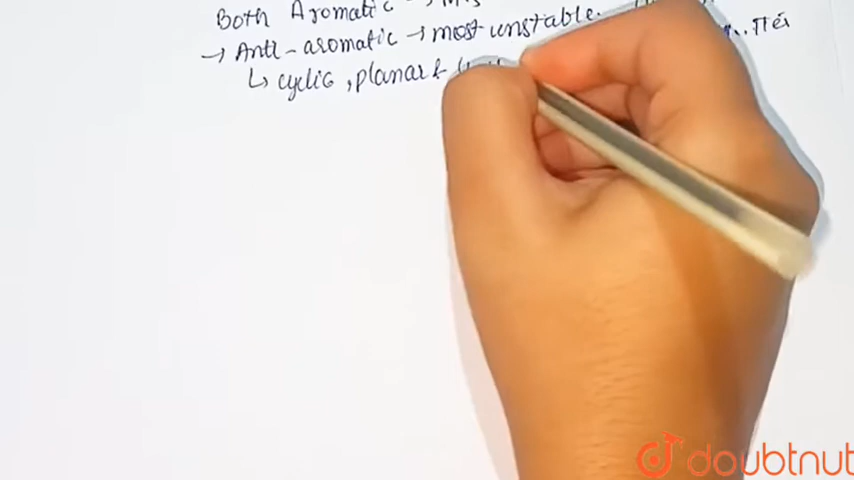 Both Aromatic
→ Anti-aromatic → most unstable.
↳ cyclic, planar &
doubtnut